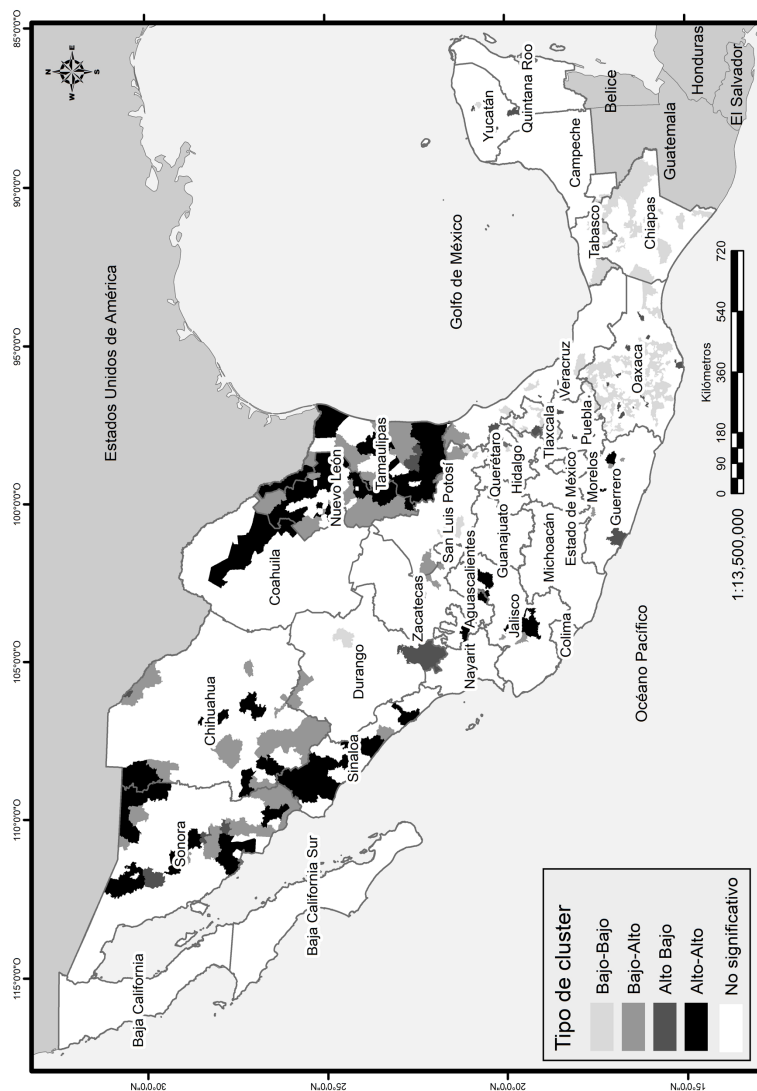 115°0'0"O
110°0'0"O
105°0'0"O
100°0'0"O
95°0'0"O
90°0'0"O
85°0'0"O
30°0'0"N
25°0'0"N
20°0'0"N
15°0'0"N
N
E
S
W
Estados Unidos de América
Golfo de México
Océano Pacífico
Baja California
Baja California Sur
Sonora
Chihuahua
Coahuila
Nuevo León
Tamaulipas
Sinaloa
Durango
Zacatecas
San Luis Potosí
Nayarit
Aguascalientes
Jalisco
Guanajuato
Querétaro
Hidalgo
Colima
Michoacán
Estado de México
Tlaxcala
Morelos
Puebla
Veracruz
Guerrero
Oaxaca
Tabasco
Chiapas
Campeche
Yucatán
Quintana Roo
Belice
Guatemala
Honduras
El Salvador
Tipo de cluster
Bajo-Bajo
Bajo-Alto
Alto Bajo
Alto-Alto
No significativo
1:13,500,000
0 90 180 360 540 720
Kilómetros